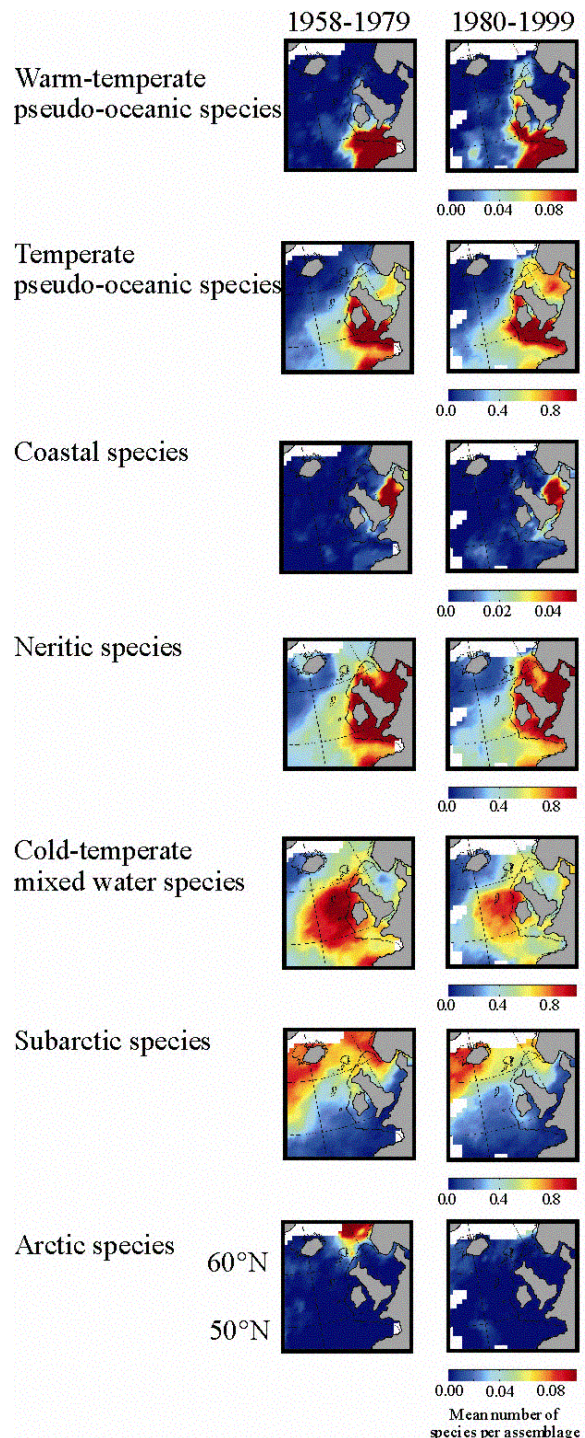 1958-1979 1980-1999
Warm-temperate
pseudo-oceanic species
0.00 0.04 0.08
Temperate
pseudo-oceanic species
0.0 0.4 0.8
Coastal species
0.0 0.02 0.04
Neritic species
0.0 0.4 0.8
Cold-temperate
mixed water species
0.0 0.4 0.8
Subarctic species
0.0 0.4 0.8
Arctic species
60°N
50°N
0.00 0.04 0.08
Mean number of
species per assemblage